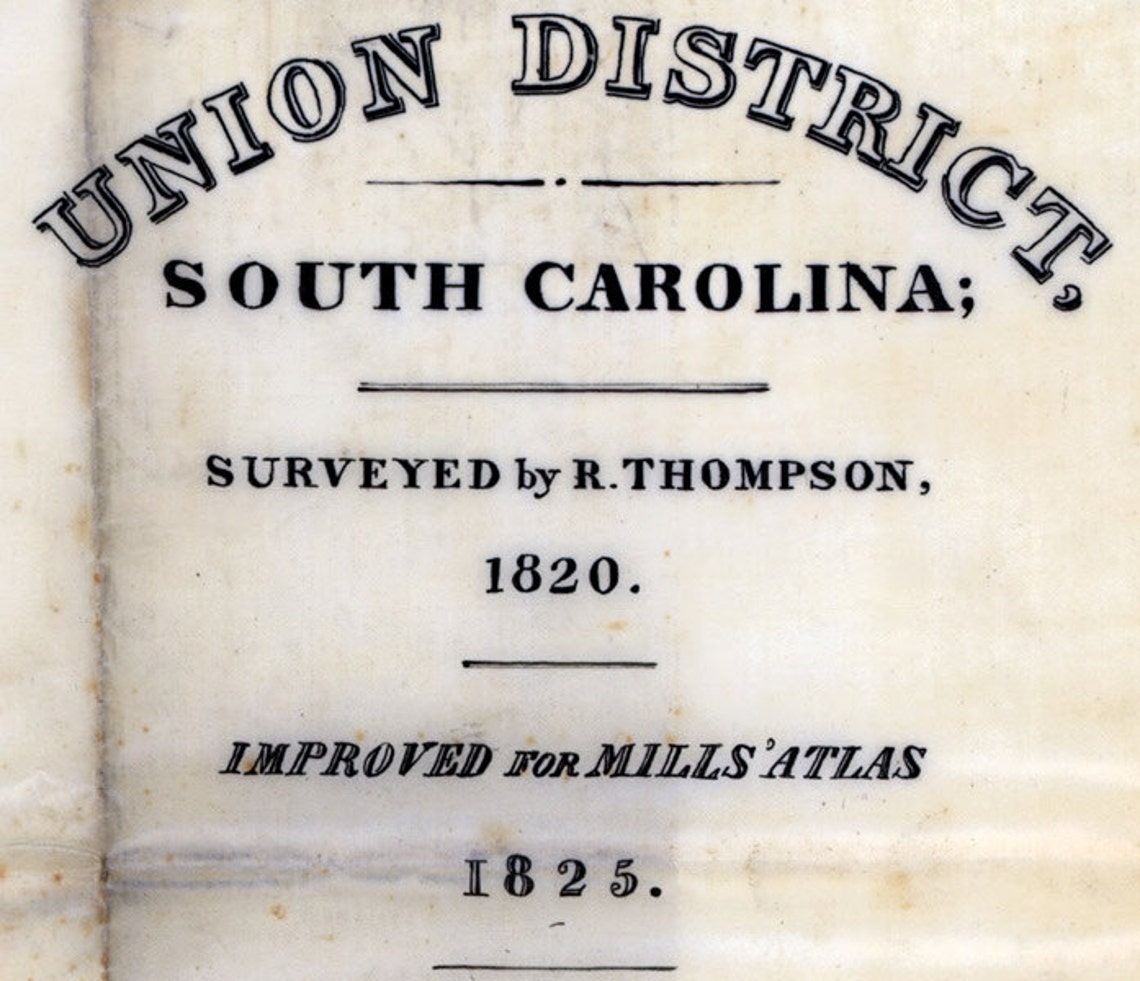 UNION DISTRICT,
SOUTH CAROLINA;
SURVEYED by R. THOMPSON,
1820.
IMPROVED FOR MILLS' ATLAS
1825.